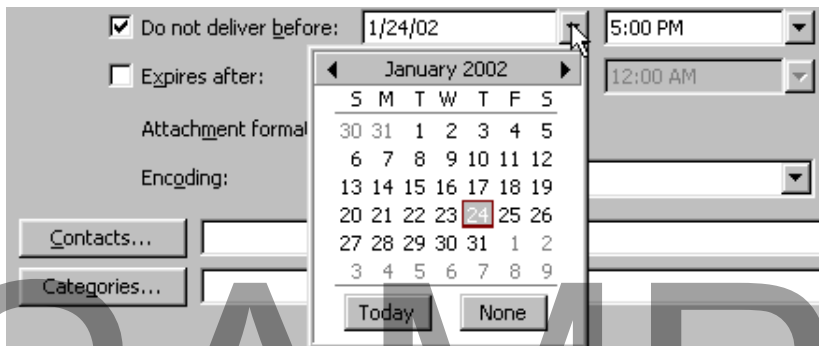 Do not deliver before: 1/24/02 5:00 PM
Expires after: 12:00 AM
January 2002
S M T W T F S
30 31 1 2 3 4 5
Attachment format
6 7 8 9 10 11 12
Encoding:
13 14 15 16 17 18 19
20 21 22 23 24 25 26
Contacts...
27 28 29 30 31 1 2
3 4 5 6 7 8 9
Categories...
Today None